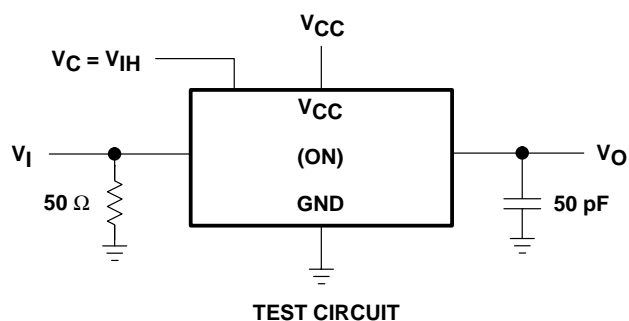 VCC
VC = VIH
VCC
VI
(ON)
VO
50 Ω
GND
50 pF
TEST CIRCUIT